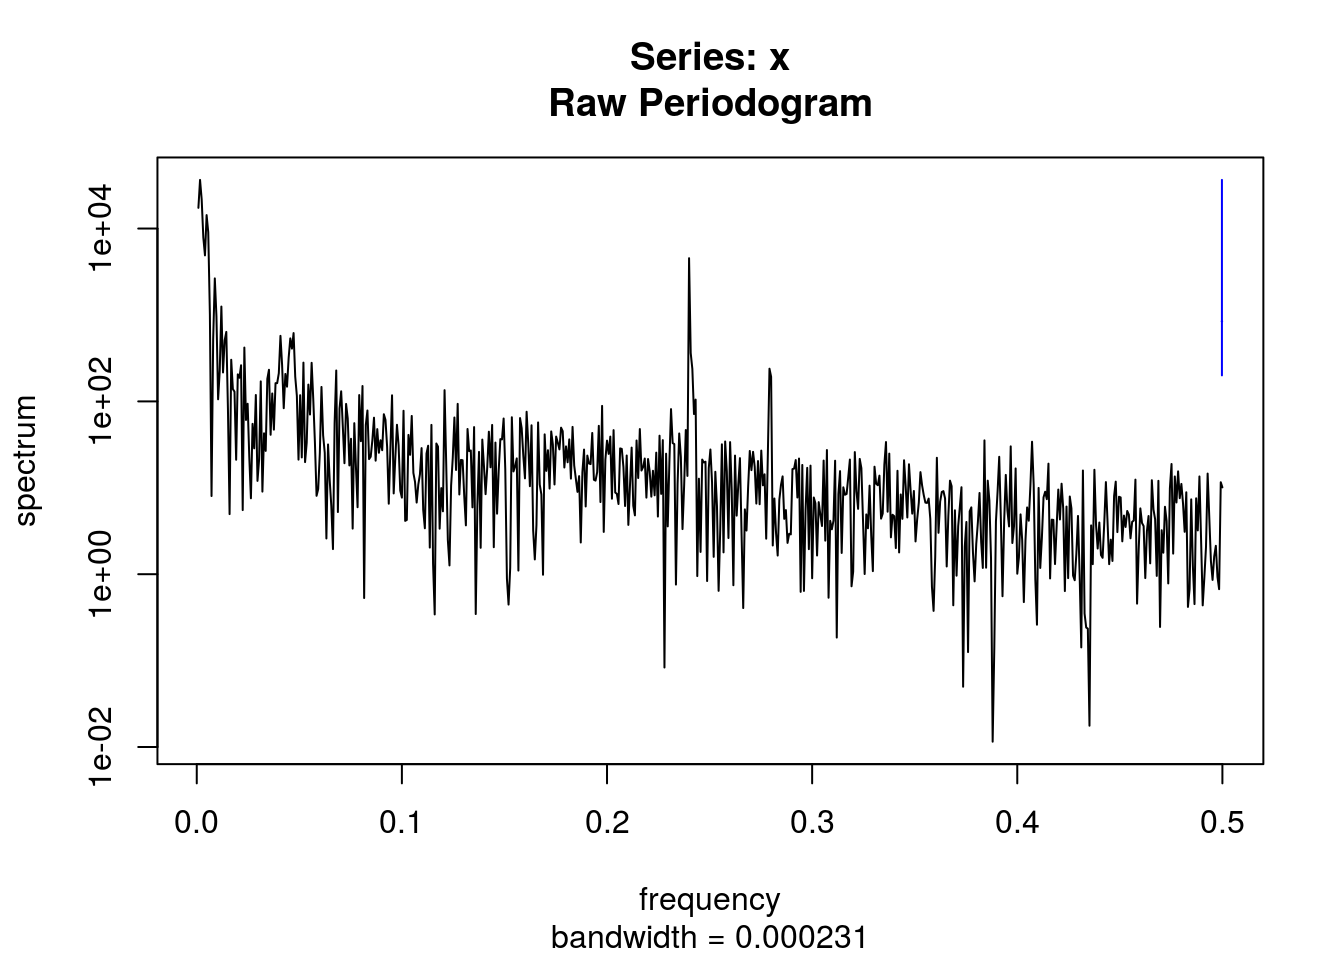 Series: x
Raw Periodogram
spectrum
1e+04
1e+02
1e+00
1e-02
0.0 0.1 0.2 0.3 0.4 0.5
frequency
bandwidth = 0.000231